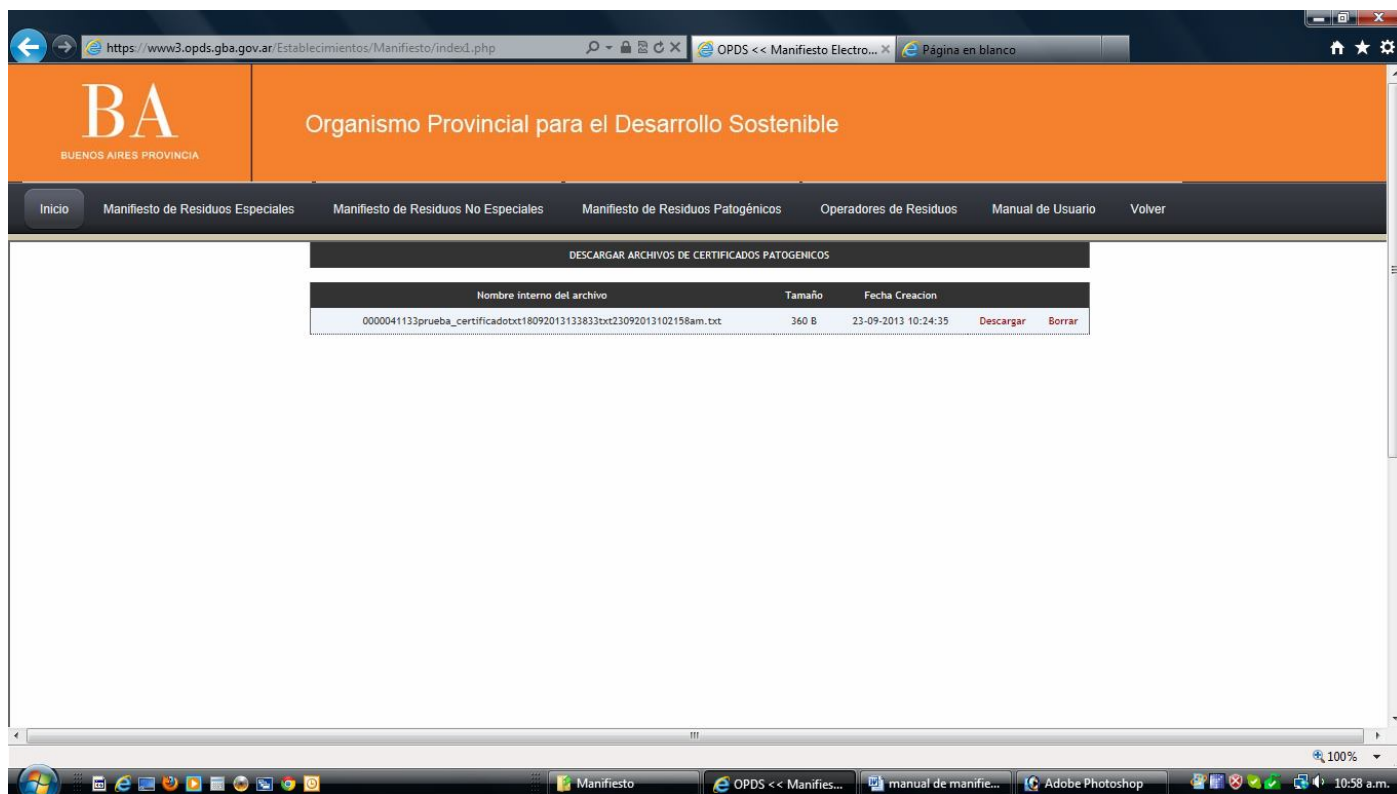 https://www3.opds.gba.gov.ar/Establecimientos/Manifiesto/index1.php
OPDS << Manifiesto Electro...
Página en blanco
BA
BUENOS AIRES PROVINCIA
Organismo Provincial para el Desarrollo Sostenible
Inicio Manifiesto de Residuos Especiales Manifiesto de Residuos No Especiales Manifiesto de Residuos Patogénicos Operadores de Residuos Manual de Usuario Volver
DESCARGAR ARCHIVOS DE CERTIFICADOS PATOGENICOS
Nombre interno del archivo Tamaño Fecha Creacion
0000041133prueba_certificadotxt18092013133833txt23092013102158am.txt 360 B 23-09-2013 10:24:35 Descargar Borrar
100%
Manifiesto OPDS << Manifies... manual de manifie... Adobe Photoshop 10:58 a.m.